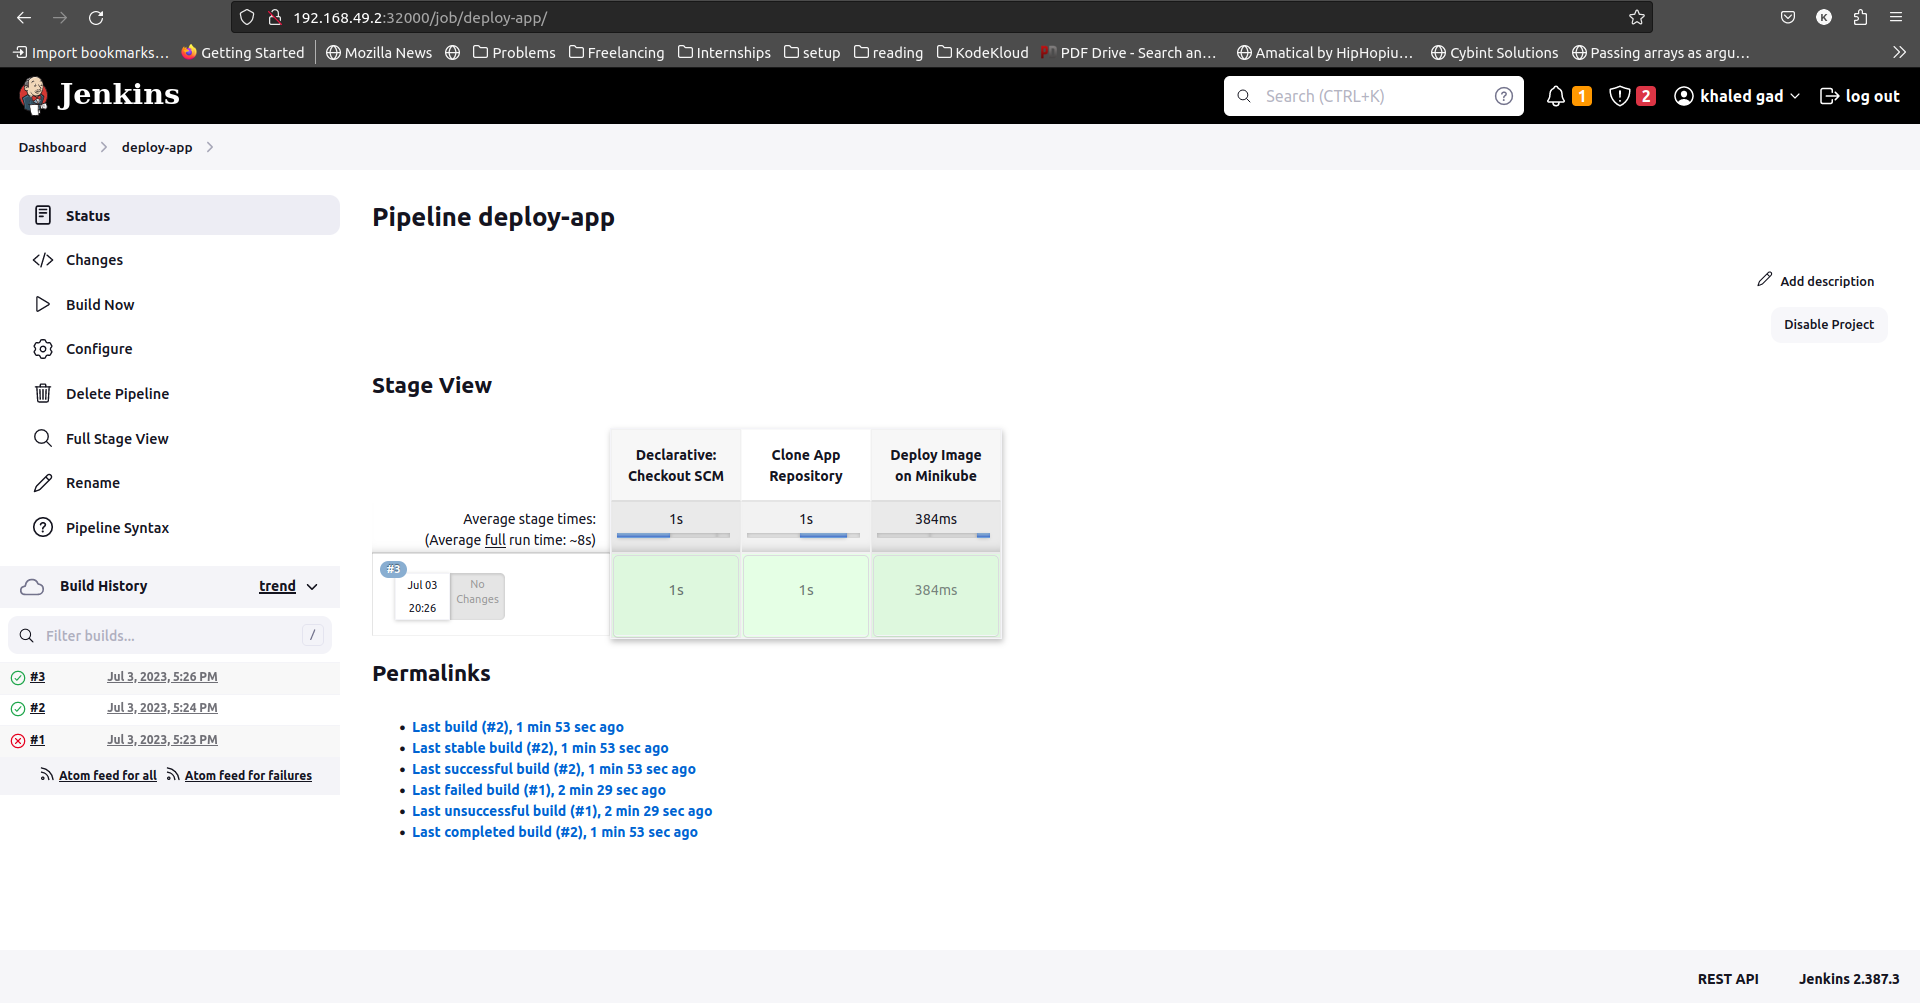 192.168.49.2:32000/job/deploy-app/
Import bookmarks… Getting Started Mozilla News Problems Freelancing Internships setup reading KodeKloud PDF Drive - Search an… Amatical by HipHopiu… Cybint Solutions Passing arrays as argu…
Jenkins Search (CTRL+K) ? 1 2 khaled gad log out
Dashboard deploy-app
Status
Changes
Build Now
Configure
Delete Pipeline
Full Stage View
Rename
Pipeline Syntax
Build History trend
Filter builds... /
#3 Jul 3, 2023, 5:26 PM
#2 Jul 3, 2023, 5:24 PM
#1 Jul 3, 2023, 5:23 PM
Atom feed for all Atom feed for failures
Pipeline deploy-app
Add description
Disable Project
Stage View
Declarative: Checkout SCM
Clone App Repository
Deploy Image on Minikube
Average stage times: 1s 1s 384ms
(Average full run time: ~8s)
#3
Jul 03
20:26
No Changes
1s 1s 384ms
Permalinks
Last build (#2), 1 min 53 sec ago
Last stable build (#2), 1 min 53 sec ago
Last successful build (#2), 1 min 53 sec ago
Last failed build (#1), 2 min 29 sec ago
Last unsuccessful build (#1), 2 min 29 sec ago
Last completed build (#2), 1 min 53 sec ago
REST API Jenkins 2.387.3